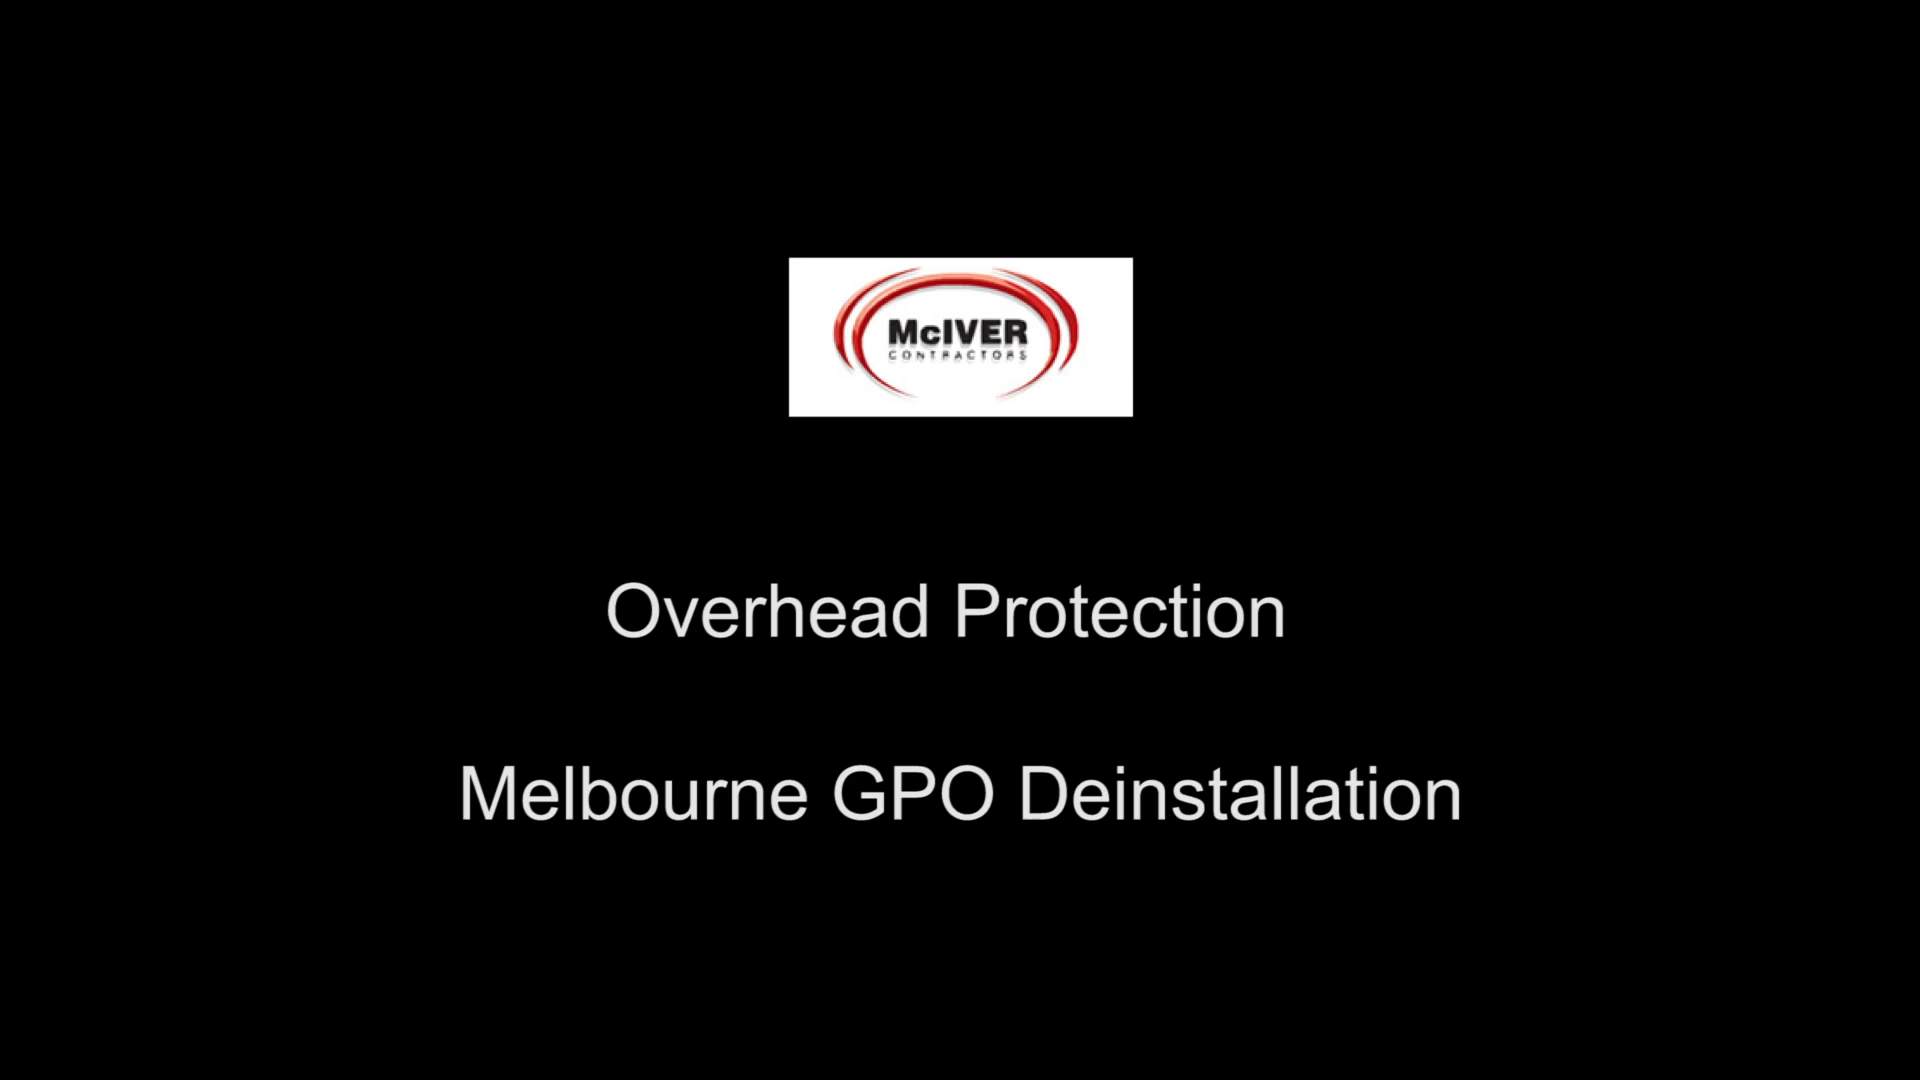 McIVER
CONTRACTORS
Overhead Protection
Melbourne GPO Deinstallation